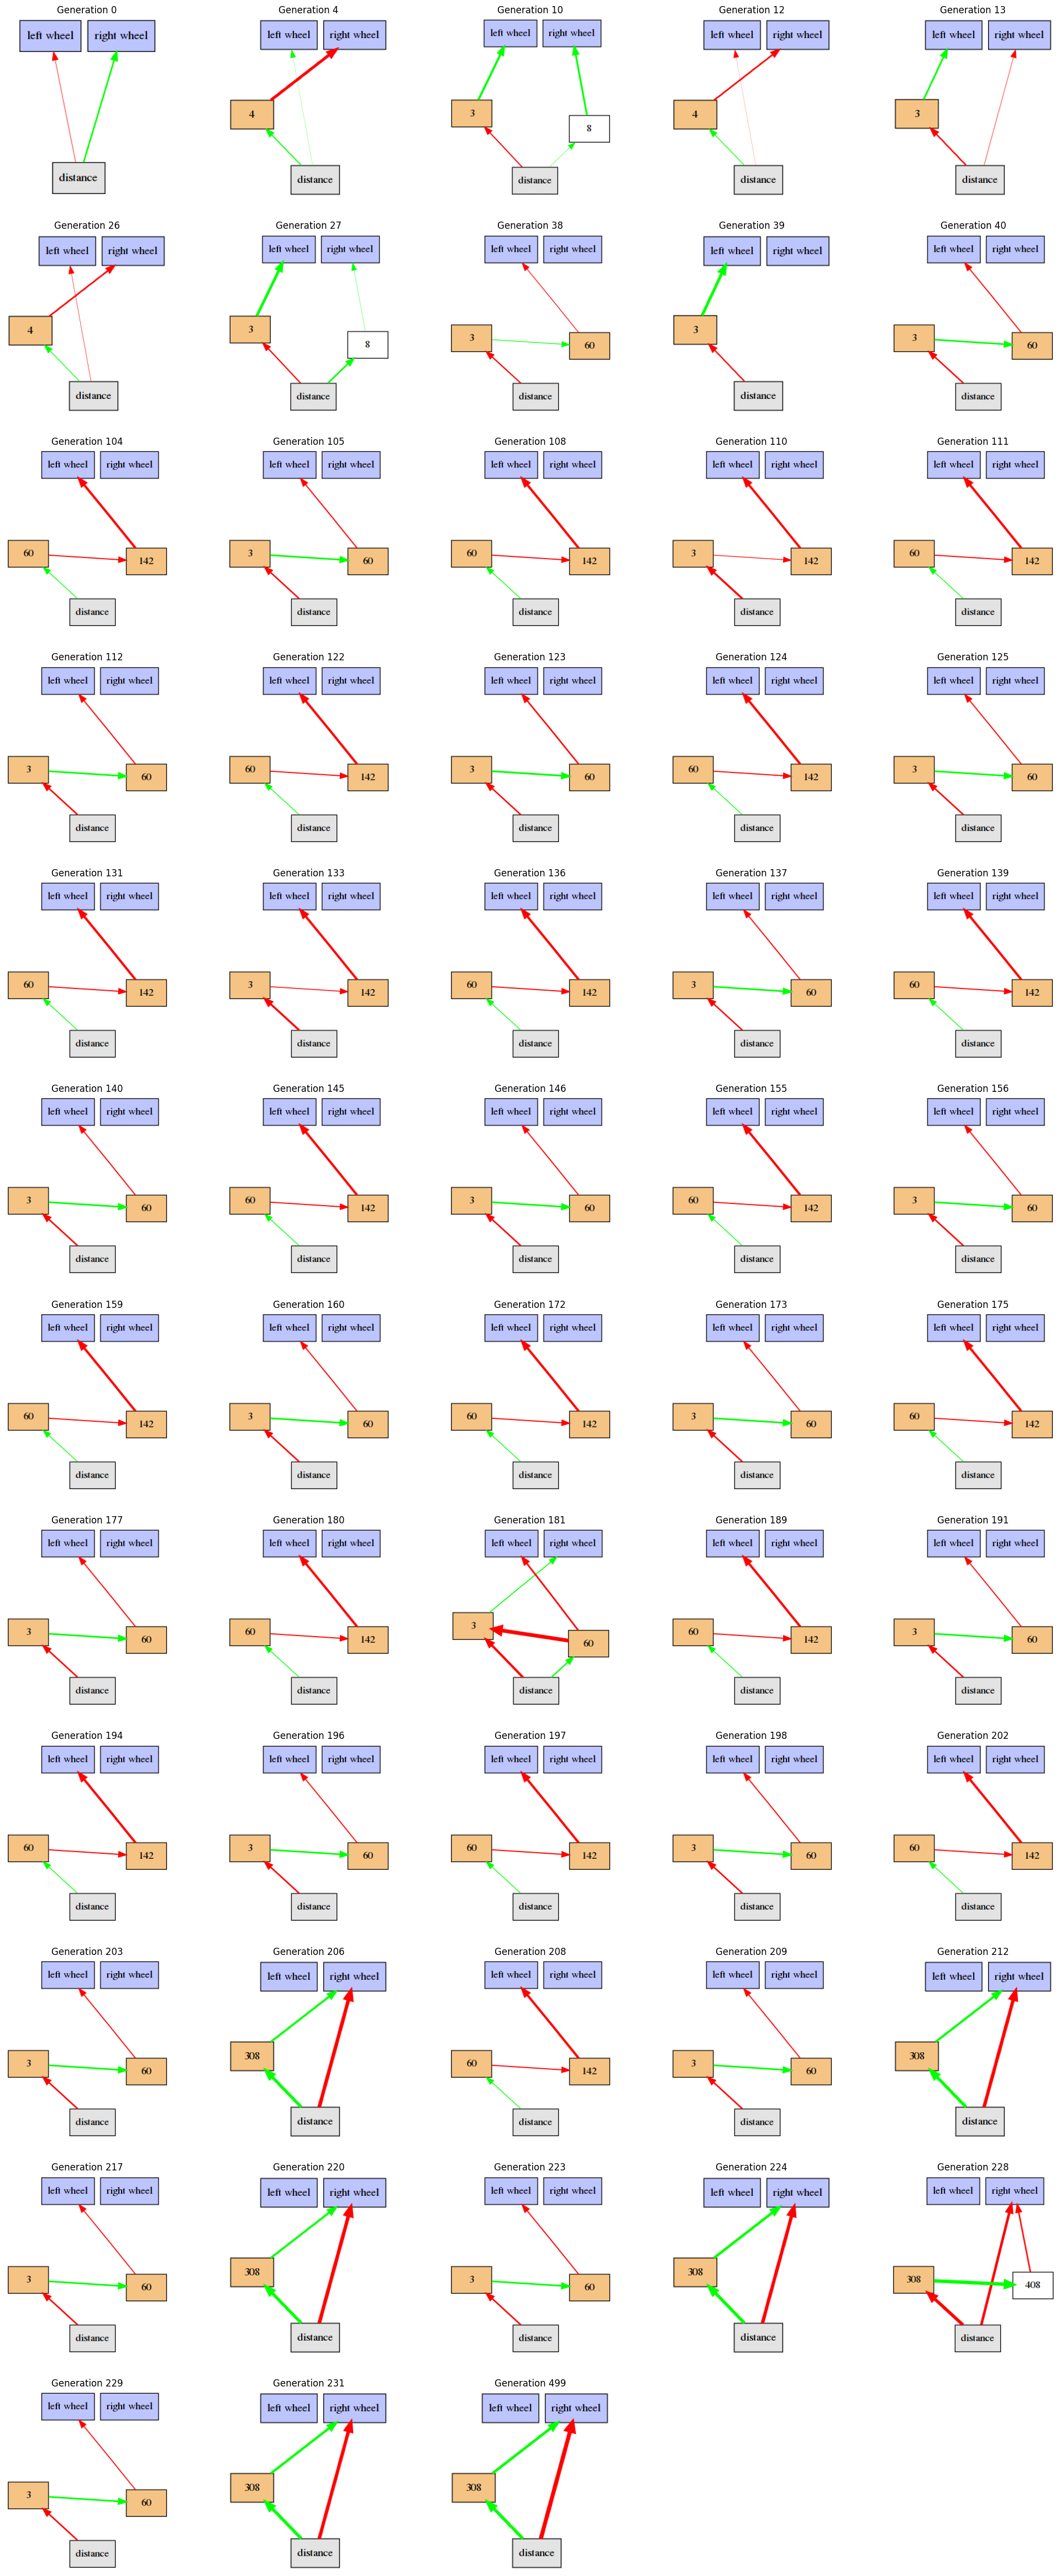 Generation 0
left wheel right wheel
distance
Generation 4
left wheel right wheel
4
distance
Generation 10
left wheel right wheel
3
8
distance
Generation 12
left wheel right wheel
4
distance
Generation 13
left wheel right wheel
3
distance
Generation 26
left wheel right wheel
4
distance
Generation 27
left wheel right wheel
3
8
distance
Generation 38
left wheel right wheel
3
60
distance
Generation 39
left wheel right wheel
3
distance
Generation 40
left wheel right wheel
3
60
distance
Generation 104
left wheel right wheel
60
142
distance
Generation 105
left wheel right wheel
3
60
distance
Generation 108
left wheel right wheel
60
142
distance
Generation 110
left wheel right wheel
3
142
distance
Generation 111
left wheel right wheel
60
142
distance
Generation 112
left wheel right wheel
3
60
distance
Generation 122
left wheel right wheel
60
142
distance
Generation 123
left wheel right wheel
3
60
distance
Generation 124
left wheel right wheel
60
142
distance
Generation 125
left wheel right wheel
3
60
distance
Generation 131
left wheel right wheel
60
142
distance
Generation 133
left wheel right wheel
3
142
distance
Generation 136
left wheel right wheel
60
142
distance
Generation 137
left wheel right wheel
3
60
distance
Generation 139
left wheel right wheel
60
142
distance
Generation 140
left wheel right wheel
3
60
distance
Generation 145
left wheel right wheel
60
142
distance
Generation 146
left wheel right wheel
3
60
distance
Generation 155
left wheel right wheel
60
142
distance
Generation 156
left wheel right wheel
3
60
distance
Generation 159
left wheel right wheel
60
142
distance
Generation 160
left wheel right wheel
3
60
distance
Generation 172
left wheel right wheel
60
142
distance
Generation 173
left wheel right wheel
3
60
distance
Generation 175
left wheel right wheel
60
142
distance
Generation 177
left wheel right wheel
3
60
distance
Generation 180
left wheel right wheel
60
142
distance
Generation 181
left wheel right wheel
3
60
distance
Generation 189
left wheel right wheel
60
142
distance
Generation 191
left wheel right wheel
3
60
distance
Generation 194
left wheel right wheel
60
142
distance
Generation 196
left wheel right wheel
3
60
distance
Generation 197
left wheel right wheel
60
142
distance
Generation 198
left wheel right wheel
3
60
distance
Generation 202
left wheel right wheel
60
142
distance
Generation 203
left wheel right wheel
3
60
distance
Generation 206
left wheel right wheel
308
distance
Generation 208
left wheel right wheel
60
142
distance
Generation 209
left wheel right wheel
3
60
distance
Generation 212
left wheel right wheel
308
distance
Generation 217
left wheel right wheel
3
60
distance
Generation 220
left wheel right wheel
308
distance
Generation 223
left wheel right wheel
3
60
distance
Generation 224
left wheel right wheel
308
distance
Generation 228
left wheel right wheel
308
408
distance
Generation 229
left wheel right wheel
3
60
distance
Generation 231
left wheel right wheel
308
distance
Generation 499
left wheel right wheel
308
distance